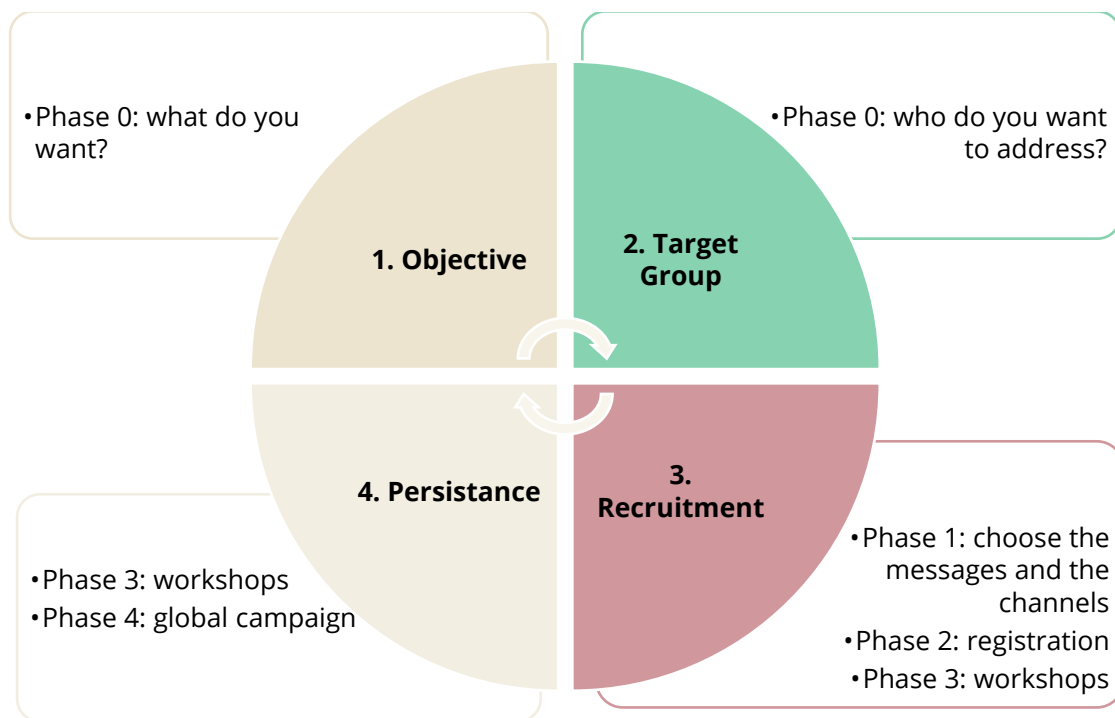 •Phase 0: what do you
want?
•Phase 0: who do you want
to address?
1. Objective
2. Target
Group
4. Persistance
3.
Recruitment
•Phase 3: workshops
•Phase 4: global campaign
•Phase 1: choose the
messages and the
channels
•Phase 2: registration
•Phase 3: workshops